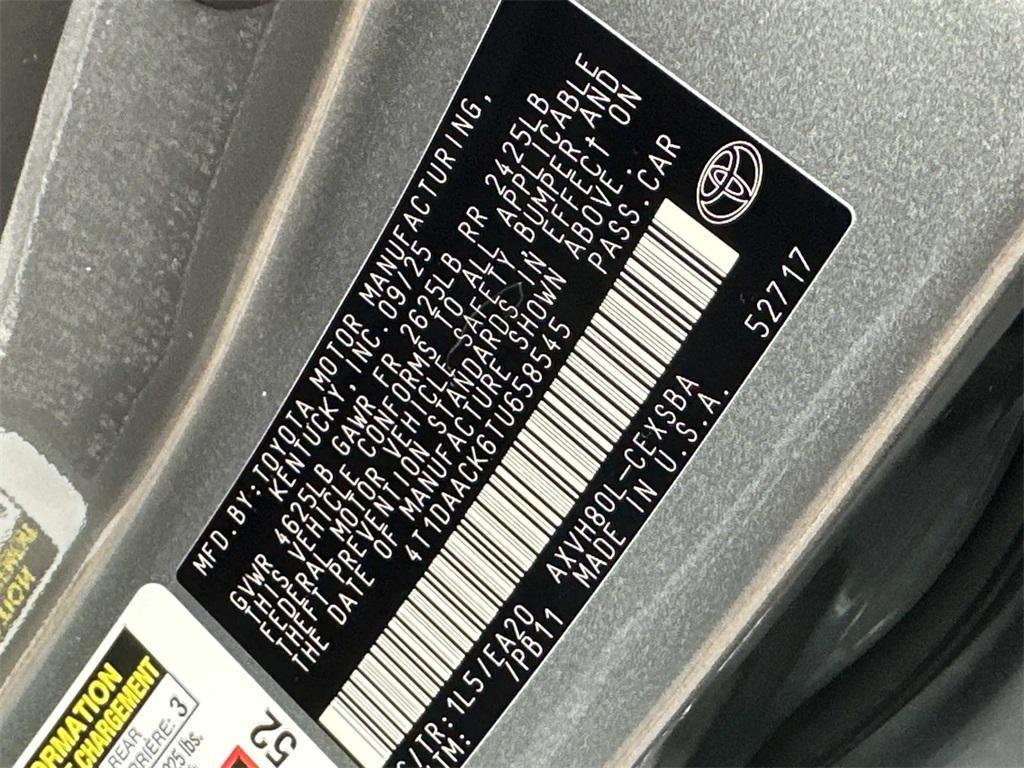 MFD.BY:TOYOTA MOTOR MANUFACTURING,
KENTUCKY, INC. 09/25
GVWR 4625LB GAWR FR 2625LB RR 2425LB
THIS VEHICLE CONFORMS TO ALL APPLICABLE
FEDERAL MOTOR VEHICLE SAFETY, BUMPER, AND
THEFT PREVENTION STANDARDS IN EFFECT ON
THE DATE OF MANUFACTURE SHOWN ABOVE.
4T1DAACK6TU658545 PASS.CAR
C/TR:1L5/EA20 AXVH80L-CEXSBA 52717
/PB11 MADE IN U.S.A.
CHARGEMENT
REAR
3
52